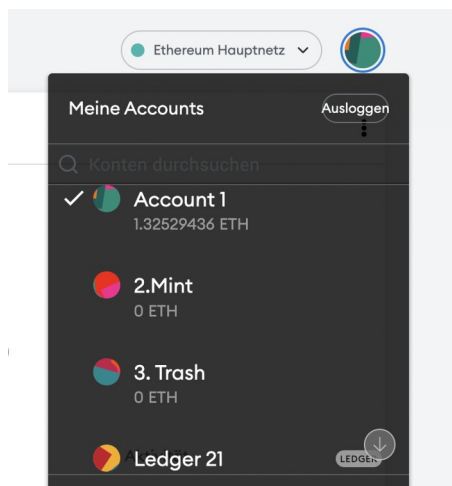 Ethereum Hauptnetz
Meine Accounts
Ausloggen
Konten durchsuchen
Account 1
1.32529436 ETH
2.Mint
0 ETH
3. Trash
0 ETH
Ledger 21
LEDGER